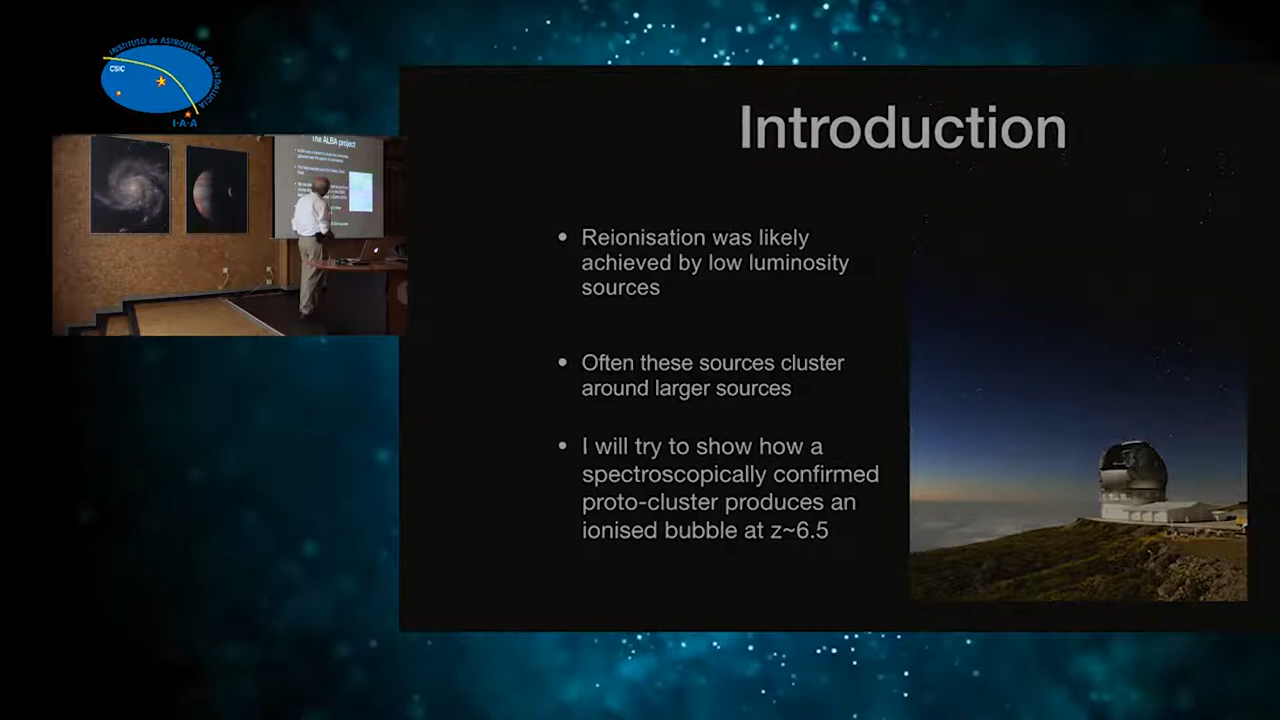 INSTITUTO de ASTROFISICA de ANDALUCIA
CSIC
I·A·A
The ALBA project
Introduction
• Reionisation was likely
achieved by low luminosity
sources
• Often these sources cluster
around larger sources
• I will try to show how a
spectroscopically confirmed
proto-cluster produces an
ionised bubble at z~6.5